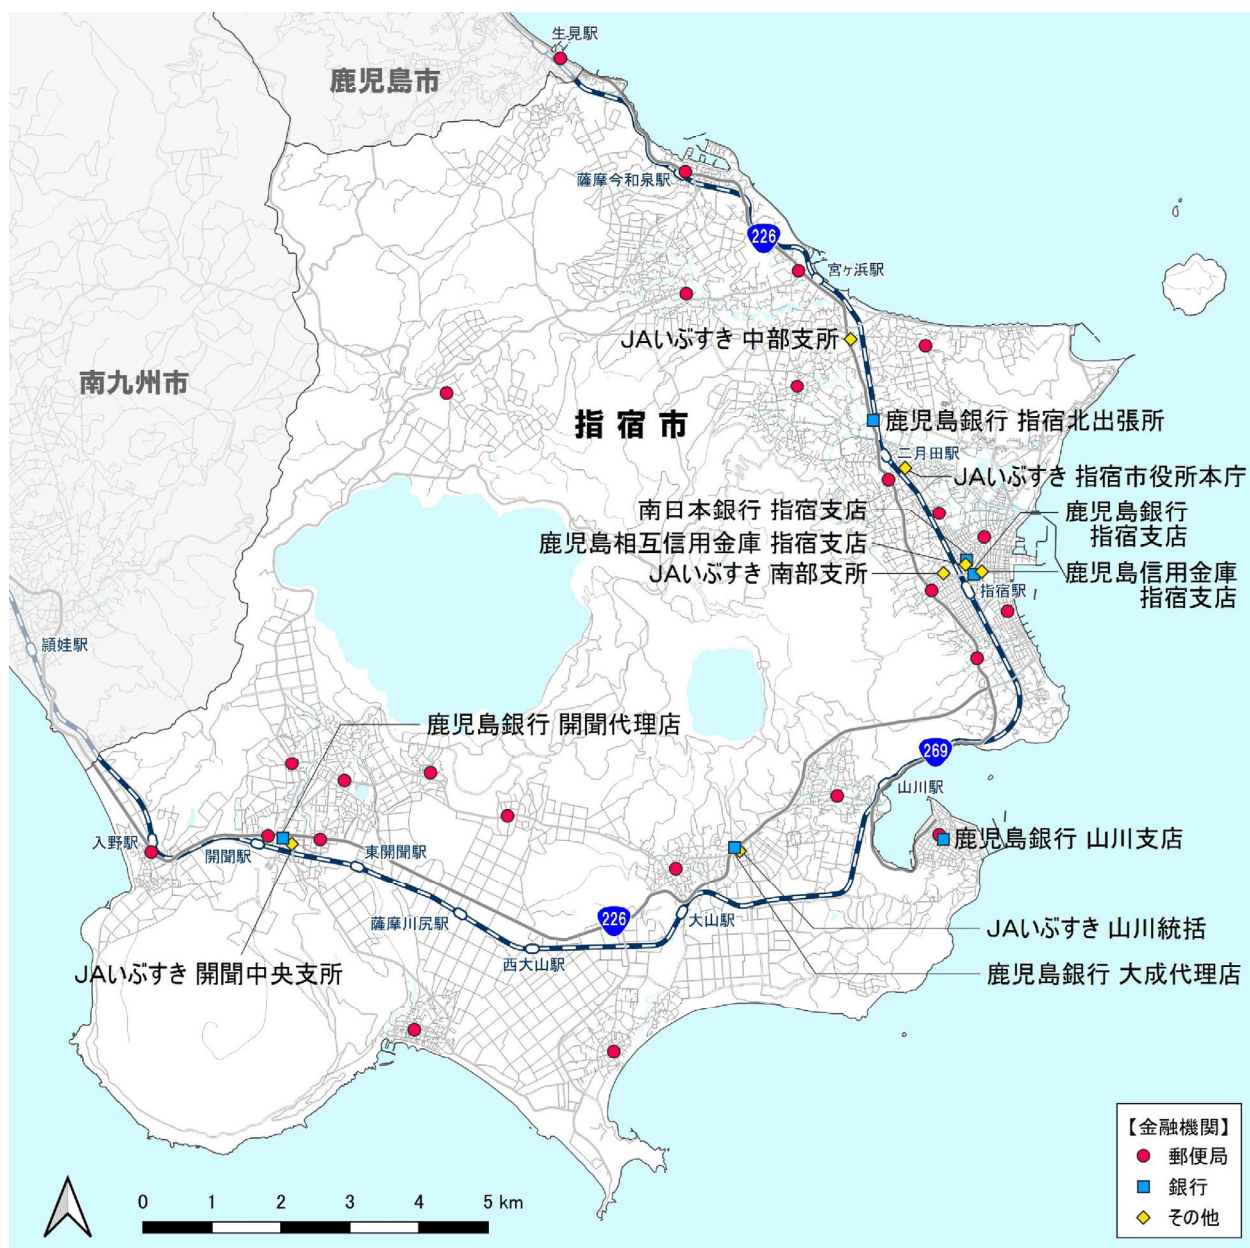 生見駅
鹿児島市
薩摩今和泉駅
226
宮ヶ浜駅
JAいぶすき 中部支所
南九州市
指宿市
鹿児島銀行 指宿北出張所
二月田駅
JAいぶすき 指宿市役所本庁
南日本銀行 指宿支店
鹿児島銀行
指宿支店
鹿児島相互信用金庫 指宿支店
JAいぶすき 南部支所
鹿児島信用金庫
指宿支店
指宿駅
頴娃駅
鹿児島銀行 開聞代理店
269
山川駅
入野駅
開聞駅
東開聞駅
鹿児島銀行 山川支店
薩摩川尻駅
226
大山駅
JAいぶすき 山川統括
西大山駅
JAいぶすき 開聞中央支所
鹿児島銀行 大成代理店
【金融機関】
郵便局
銀行
その他
0 1 2 3 4 5 km